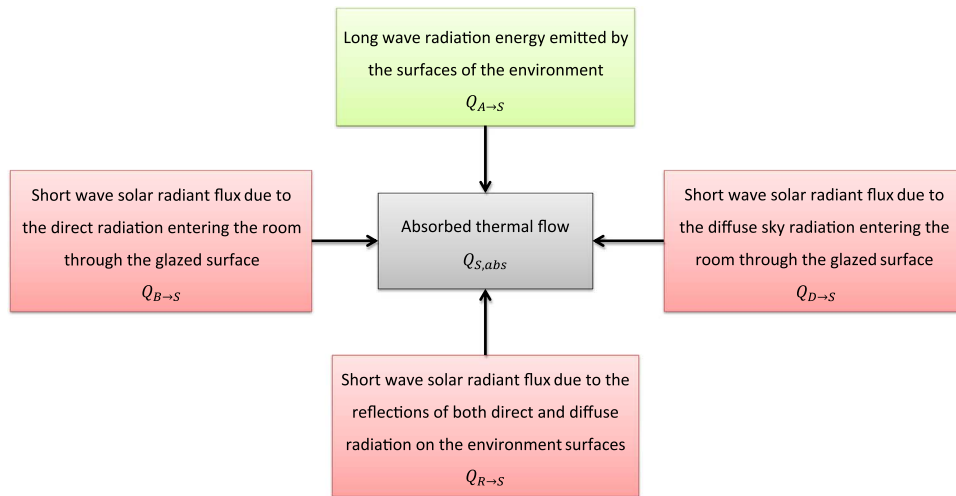 Long wave radiation energy emitted by
the surfaces of the environment
Q_{A→S}
Short wave solar radiant flux due to
the direct radiation entering the room
through the glazed surface
Q_{B→S}
Absorbed thermal flow
Q_{S,abs}
Short wave solar radiant flux due to
the diffuse sky radiation entering the
room through the glazed surface
Q_{D→S}
Short wave solar radiant flux due to the
reflections of both direct and diffuse
radiation on the environment surfaces
Q_{R→S}